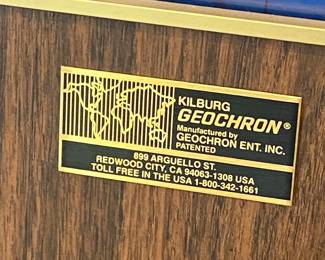 KILBURG
GEOCHRON®
Manufactured by
GEOCHRON ENT. INC.
PATENTED
899 ARGUELLO ST.
REDWOOD CITY, CA 94063-1308 USA
TOLL FREE IN THE USA 1-800-342-1661